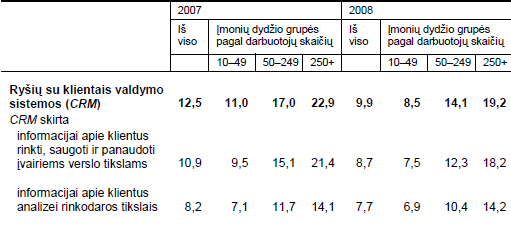 2007 2008
Iš viso Įmonių dydžio grupės pagal darbuotojų skaičių Iš viso Įmonių dydžio grupės pagal darbuotojų skaičių
10–49 50–249 250+ 10–49 50–249 250+
Ryšių su klientais valdymo
sistemos (CRM) 12,5 11,0 17,0 22,9 9,9 8,5 14,1 19,2
CRM skirta
informacijai apie klientus
rinkti, saugoti ir panaudoti
įvairiems verslo tikslams 10,9 9,5 15,1 21,4 8,7 7,5 12,3 18,2
informacijai apie klientus
analizei rinkodaros tikslais 8,2 7,1 11,7 14,1 7,7 6,9 10,4 14,2